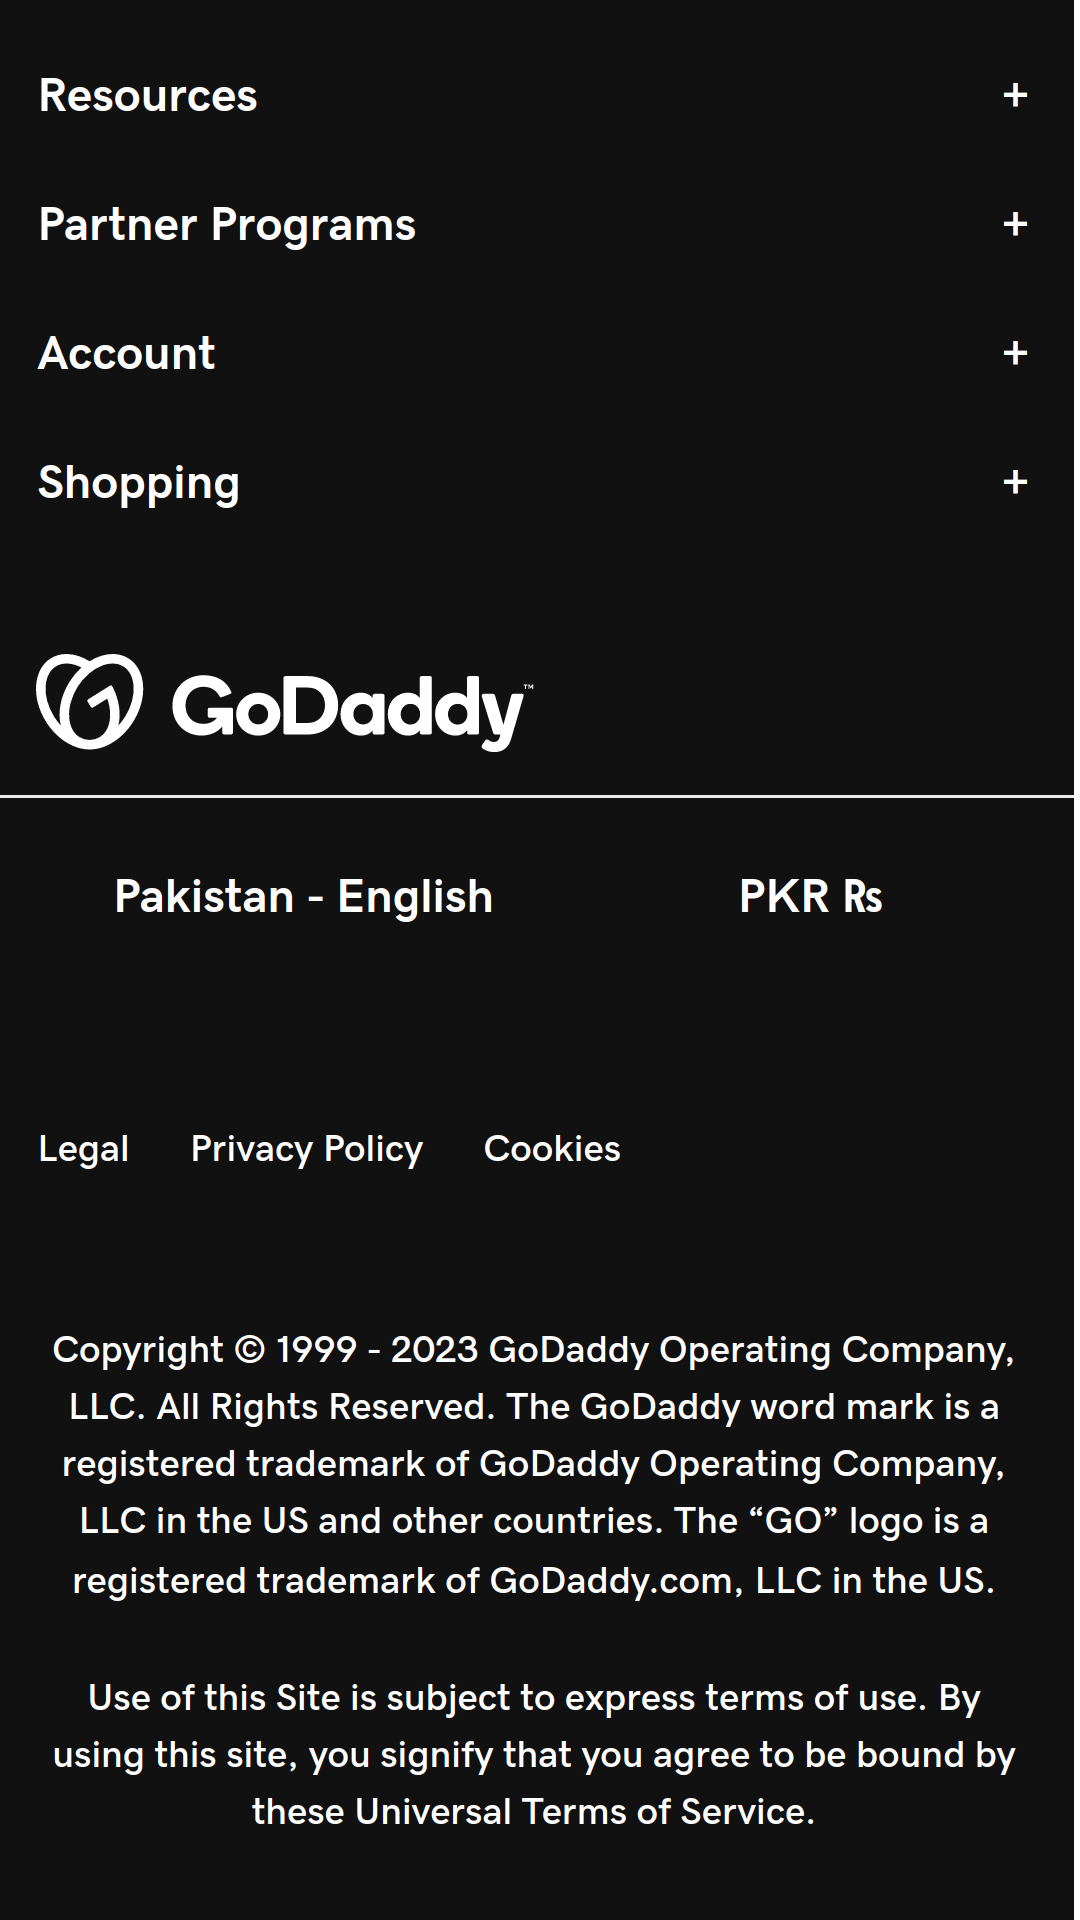 Resources +
Partner Programs +
Account +
Shopping +
GoDaddy™
Pakistan - English PKR ₨
Legal Privacy Policy Cookies
Copyright © 1999 - 2023 GoDaddy Operating Company,
LLC. All Rights Reserved. The GoDaddy word mark is a
registered trademark of GoDaddy Operating Company,
LLC in the US and other countries. The “GO” logo is a
registered trademark of GoDaddy.com, LLC in the US.
Use of this Site is subject to express terms of use. By
using this site, you signify that you agree to be bound by
these Universal Terms of Service.